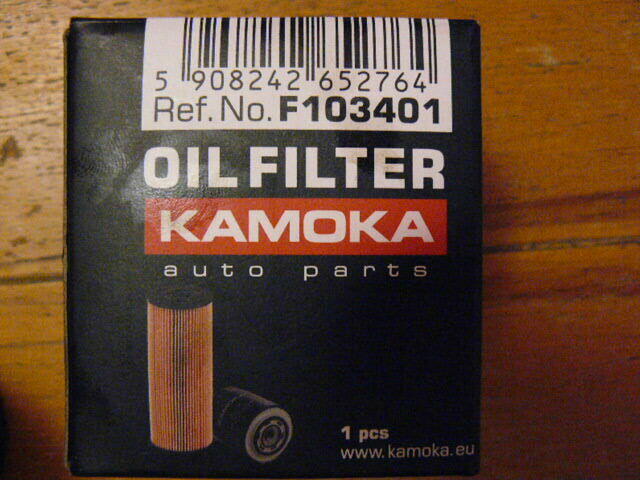 5 908242 652764
Ref. No. F103401
OIL FILTER
KAMOKA
auto parts
1 pcs
www.kamoka.eu